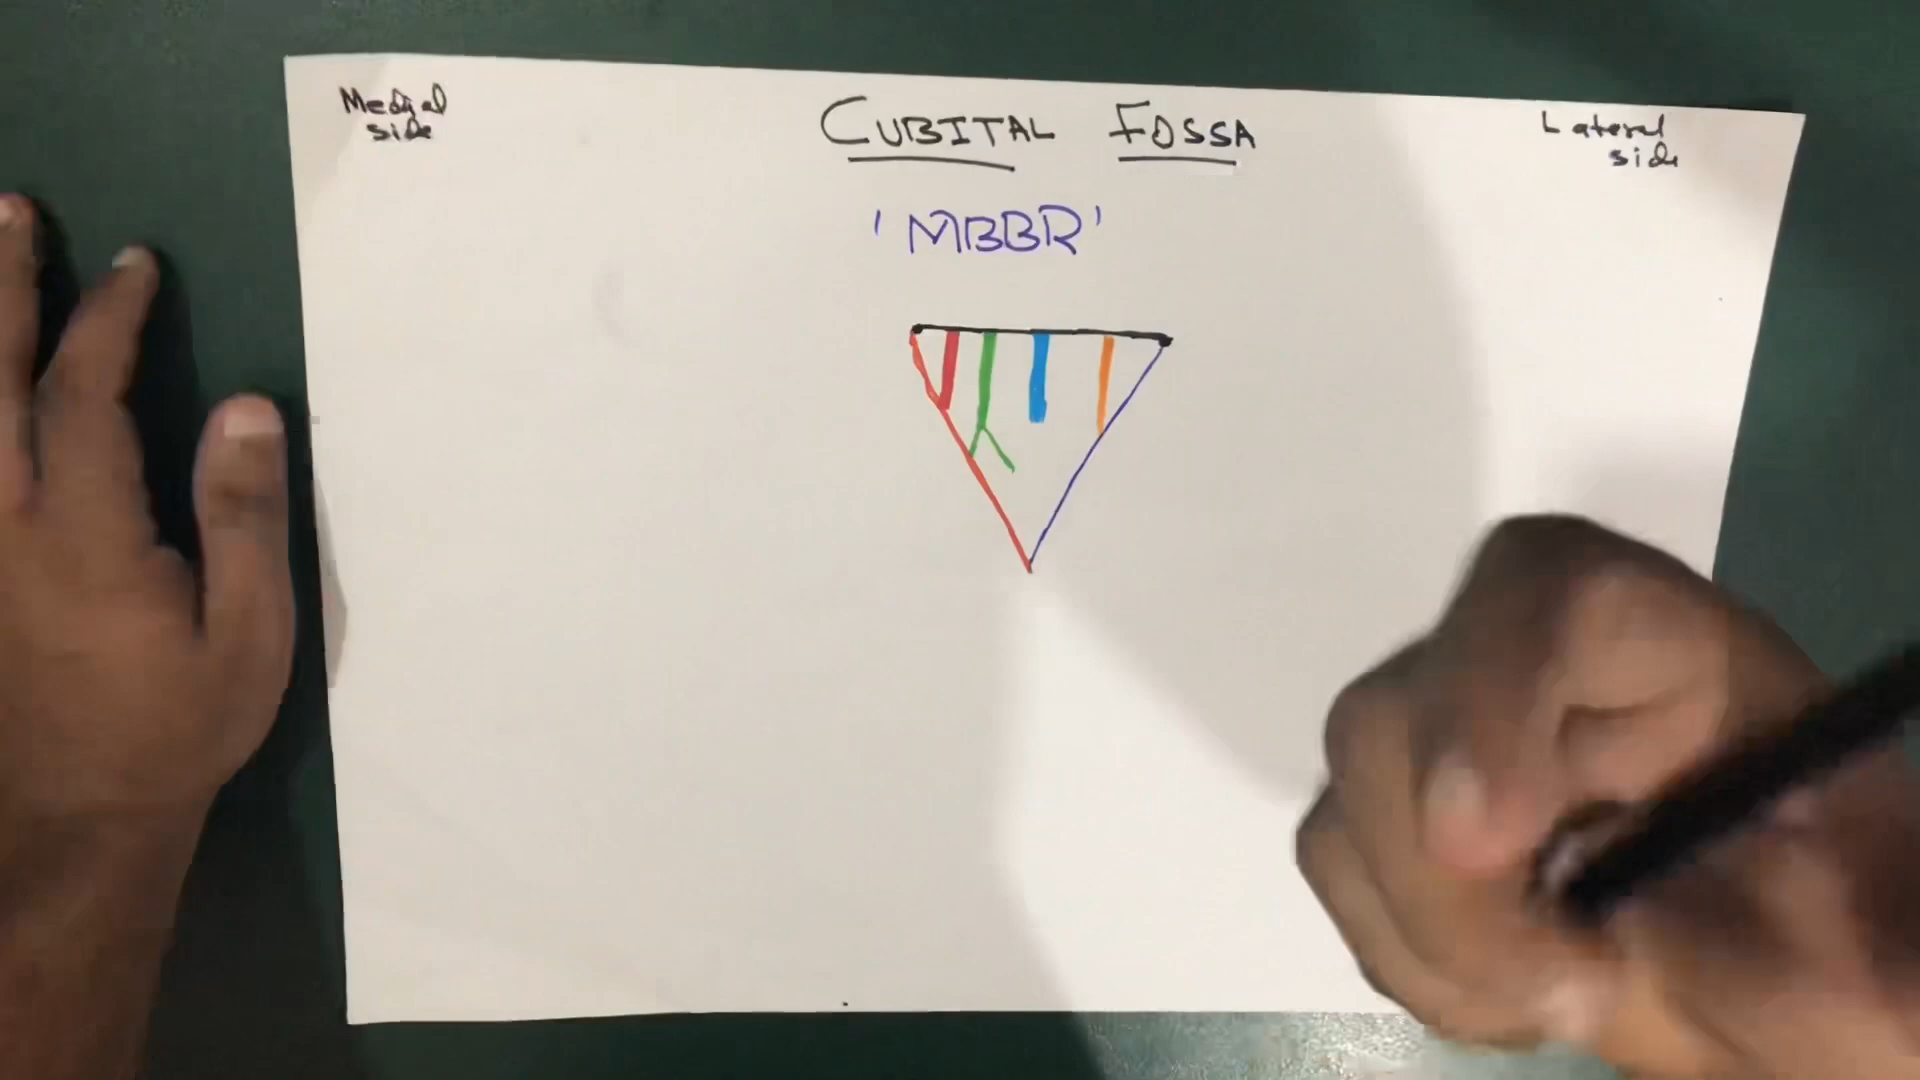 Medial
side
CUBITAL FOSSA
Lateral
side
'MBBR'